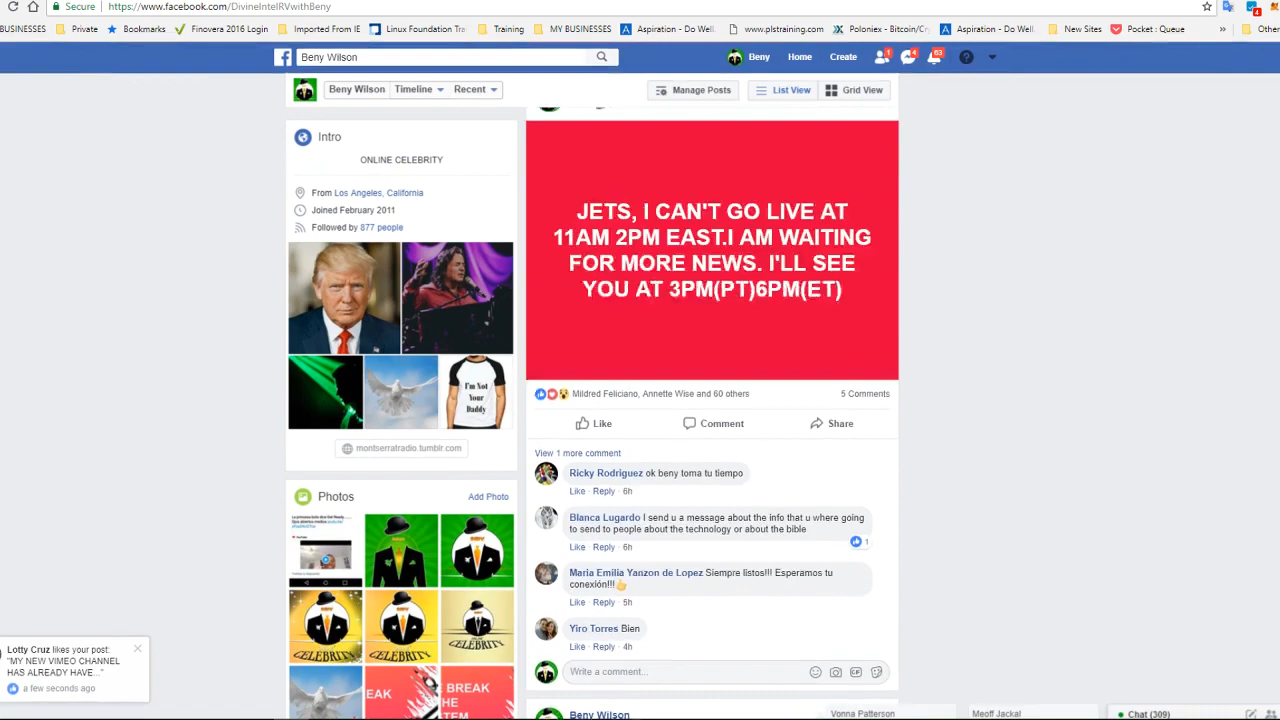 Secure
https://www.facebook.com/DivineIntelRVwithBeny
BUSINESSES
Private
Bookmarks
Finovera 2016 Login
Imported From IE
Linux Foundation Tra
Training
MY BUSINESSES
Aspiration - Do Well.
www.plstraining.com
Poloniex - Bitcoin/Cry
Aspiration - Do Well.
New Sites
Pocket : Queue
»
Other
Beny Wilson
Beny
Home
Create
1
4
63
Beny Wilson
Timeline
Recent
Manage Posts
List View
Grid View
Intro
ONLINE CELEBRITY
From Los Angeles, California
Joined February 2011
Followed by 877 people
I'm Not
Your
Daddy
montserratradio.tumblr.com
Photos
Add Photo
BENY
CELEBRITY
BENY
CELEBRITY
CELEBRITY
EAK
BREAK
THE
JETS, I CAN'T GO LIVE AT
11AM 2PM EAST.I AM WAITING
FOR MORE NEWS. I'LL SEE
YOU AT 3PM(PT)6PM(ET)
Mildred Feliciano, Annette Wise and 60 others
5 Comments
Like
Comment
Share
View 1 more comment
Ricky Rodriguez ok beny toma tu tiempo
Like · Reply · 6h
Blanca Lugardo I send u a message about the info that u where going
to send to people about the technology or about the bible
1
Like · Reply · 6h
Maria Emilia Yanzon de Lopez Siempre listos!!! Esperamos tu
conexión!!!👍
Like · Reply · 5h
Yiro Torres Bien
Like · Reply · 4h
Write a comment...
GIF
Beny Wilson
Lotty Cruz likes your post:
"MY NEW VIMEO CHANNEL
HAS ALREADY HAVE..."
a few seconds ago
Vonna Patterson
Meoff Jackal
Chat (309)